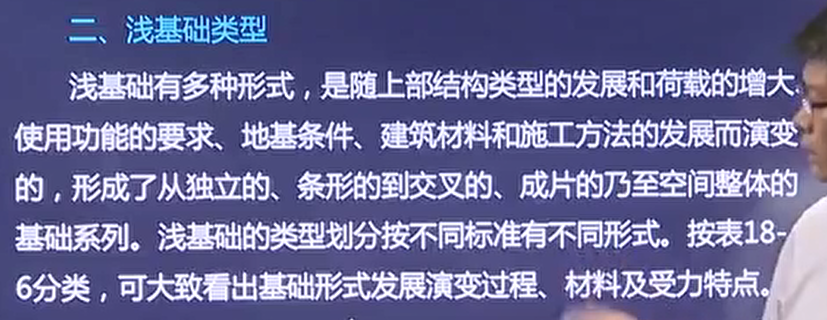 二、浅基础类型
浅基础有多种形式，是随上部结构类型的发展和荷载的增大、
使用功能的要求、地基条件、建筑材料和施工方法的发展而演变
的，形成了从独立的、条形的到交叉的、成片的乃至空间整体的
基础系列。浅基础的类型划分按不同标准有不同形式。按表18-
6分类，可大致看出基础形式发展演变过程、材料及受力特点。